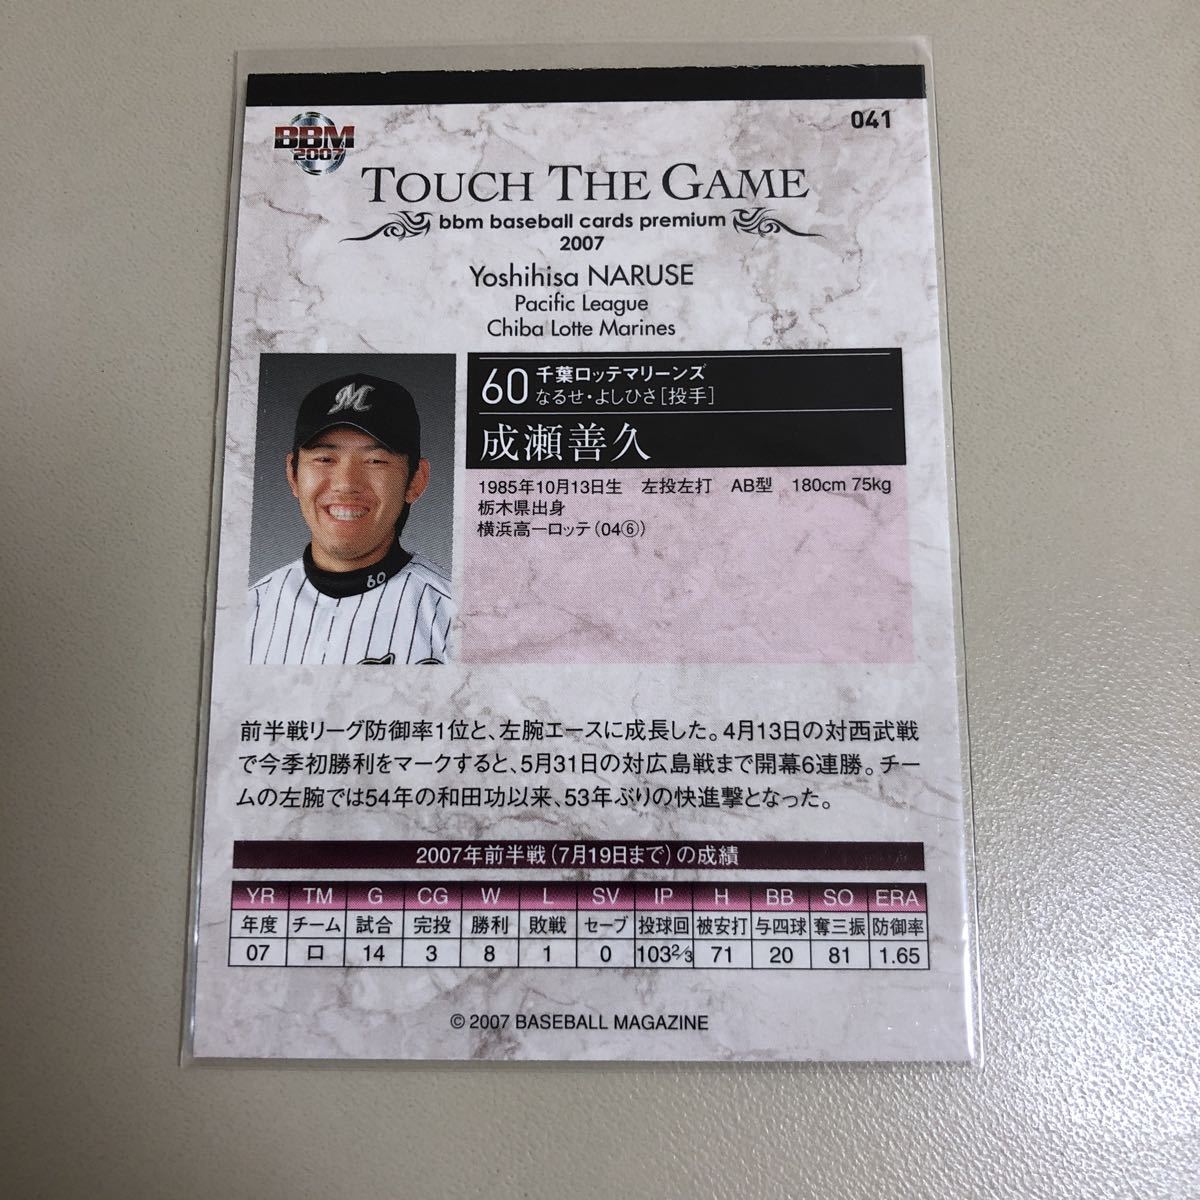 041
BBM
2007
TOUCH THE GAME
bbm baseball cards premium
2007
Yoshihisa NARUSE
Pacific League
Chiba Lotte Marines
60 千葉ロッテマリーンズ
なるせ・よしひさ[投手]
成瀬善久
M
60
1985年10月13日生 左投左打 AB型 180cm 75kg
栃木県出身
横浜高ーロッテ(04⑥)
前半戦リーグ防御率1位と、左腕エースに成長した。4月13日の対西武戦
で今季初勝利をマークすると、5月31日の対広島戦まで開幕6連勝。チー
ムの左腕では54年の和田功以来、53年ぶりの快進撃となった。
2007年前半戦(7月19日まで)の成績
YR TM G CG W L SV IP H BB SO ERA
年度 チーム 試合 完投 勝利 敗戦 セーブ 投球回 被安打 与四球 奪三振 防御率
07 ロ 14 3 8 1 0 103⅔ 71 20 81 1.65
© 2007 BASEBALL MAGAZINE